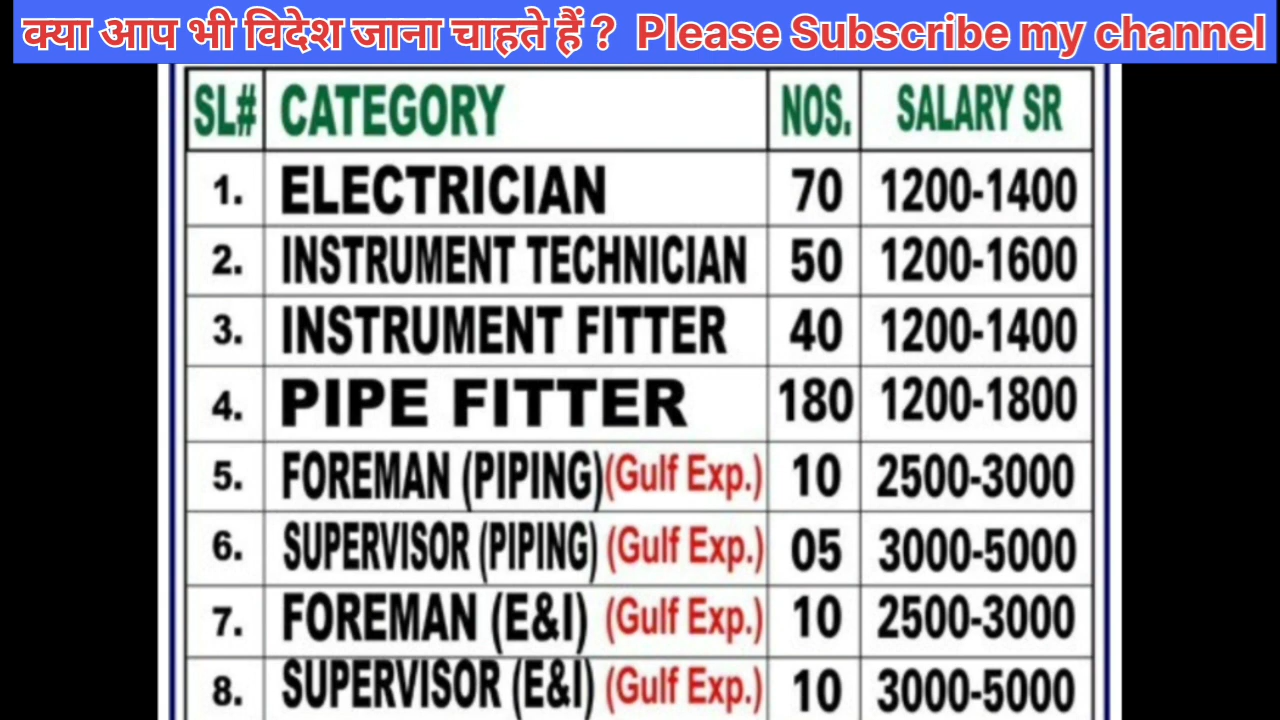 क्या आप भी विदेश जाना चाहते हैं ? Please Subscribe my channel
SL# CATEGORY NOS. SALARY SR
1. ELECTRICIAN 70 1200-1400
2. INSTRUMENT TECHNICIAN 50 1200-1600
3. INSTRUMENT FITTER 40 1200-1400
4. PIPE FITTER 180 1200-1800
5. FOREMAN (PIPING)(Gulf Exp.) 10 2500-3000
6. SUPERVISOR (PIPING) (Gulf Exp.) 05 3000-5000
7. FOREMAN (E&I) (Gulf Exp.) 10 2500-3000
8. SUPERVISOR (E&I) (Gulf Exp.) 10 3000-5000